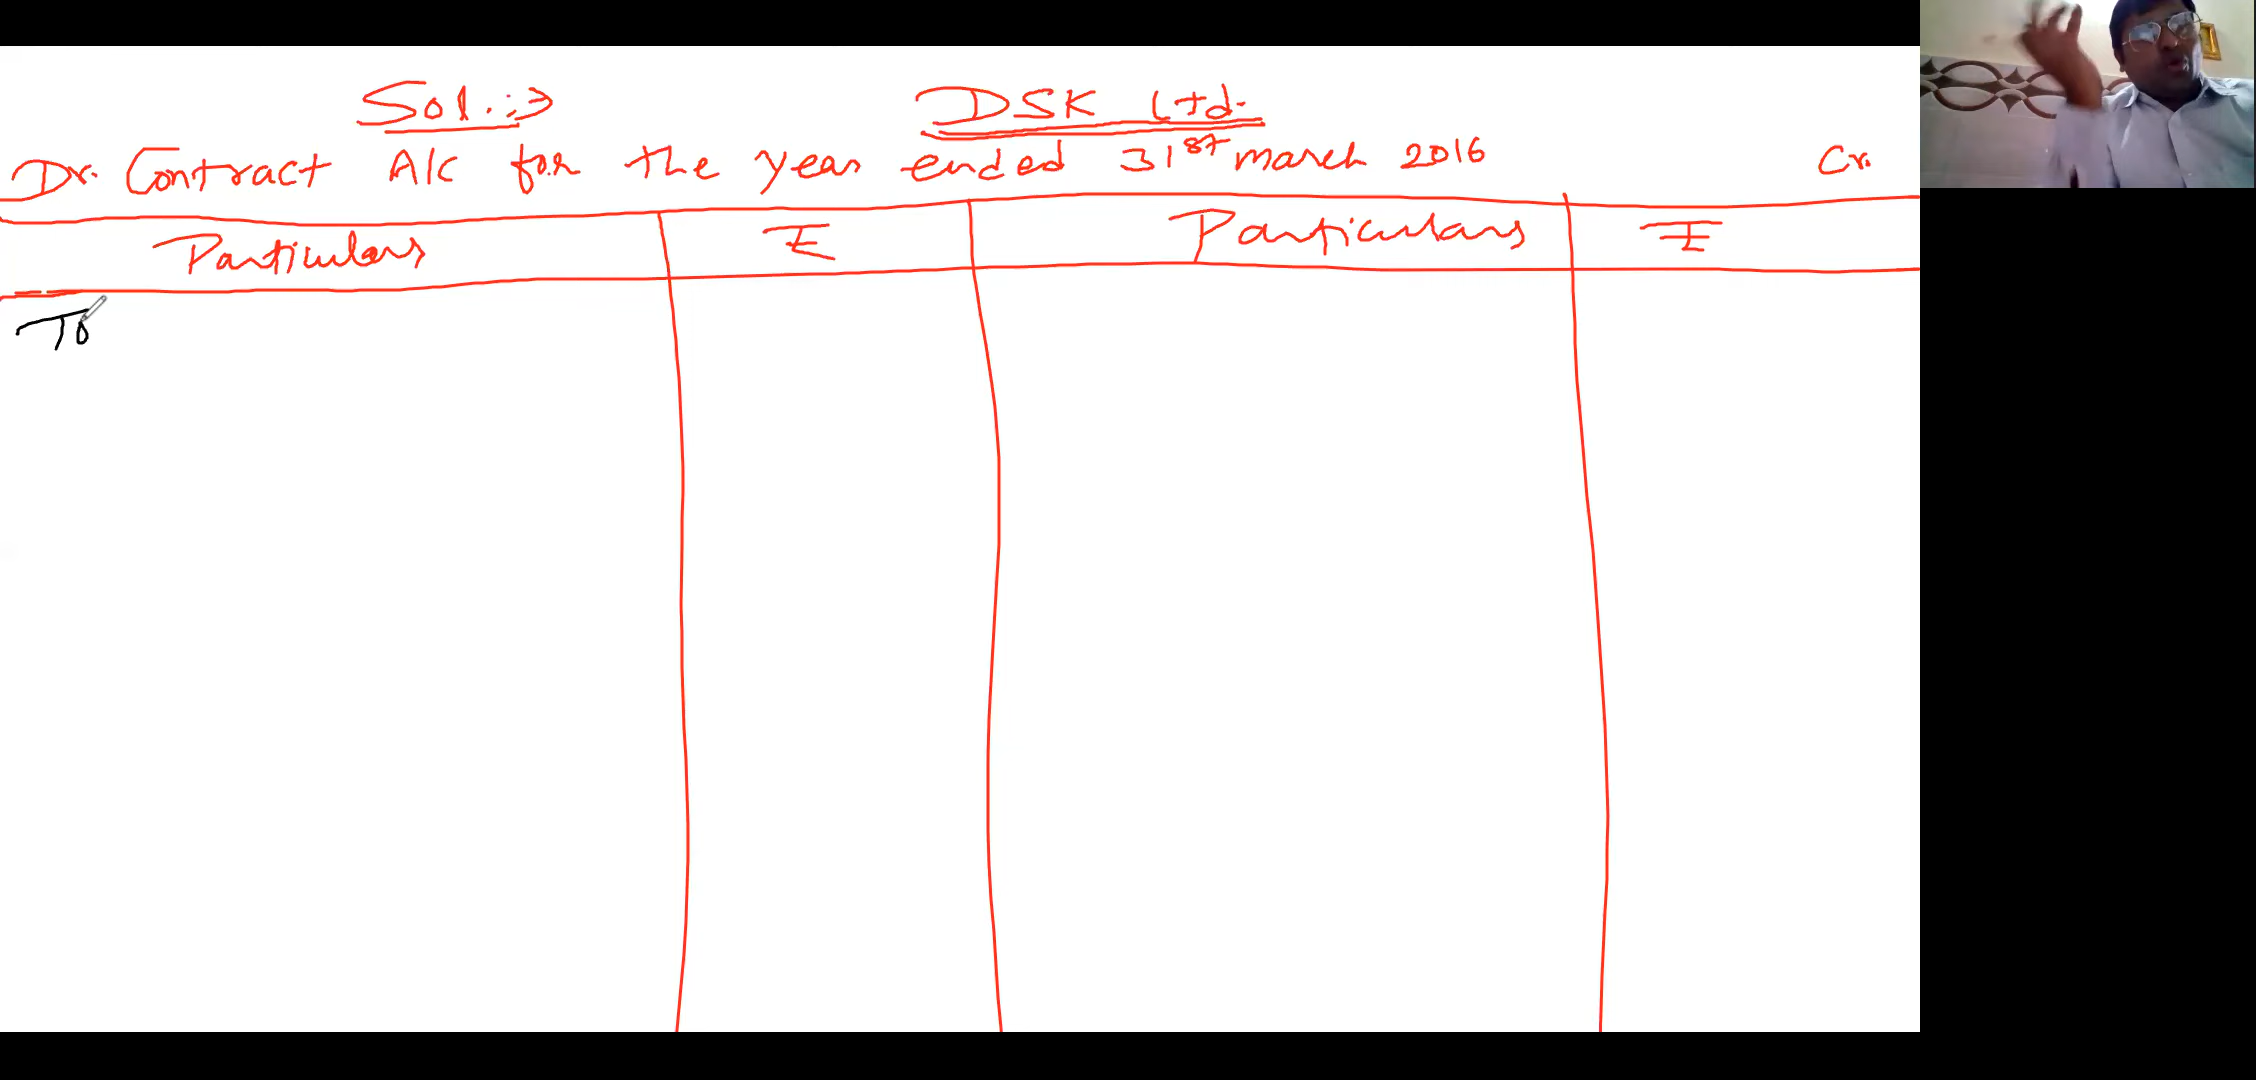 Sol. :⇒ DSK Ltd.
Dr. Contract A/C for the year ended 31st march 2016 Cr.
Particulars ₹ Particulars ₹
To